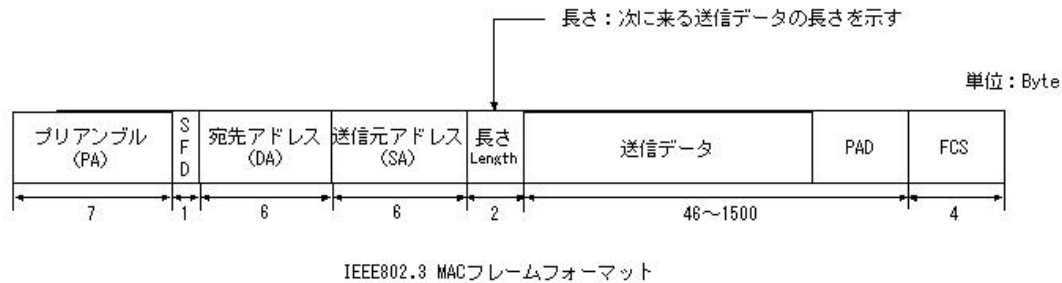 長さ：次に来る送信データの長さを示す
単位：Byte
プリアンブル
(PA)
S
F
D
宛先アドレス
(DA)
送信元アドレス
(SA)
長さ
Length
送信データ
PAD
FCS
7
1
6
6
2
46～1500
4
IEEE802.3 MACフレームフォーマット